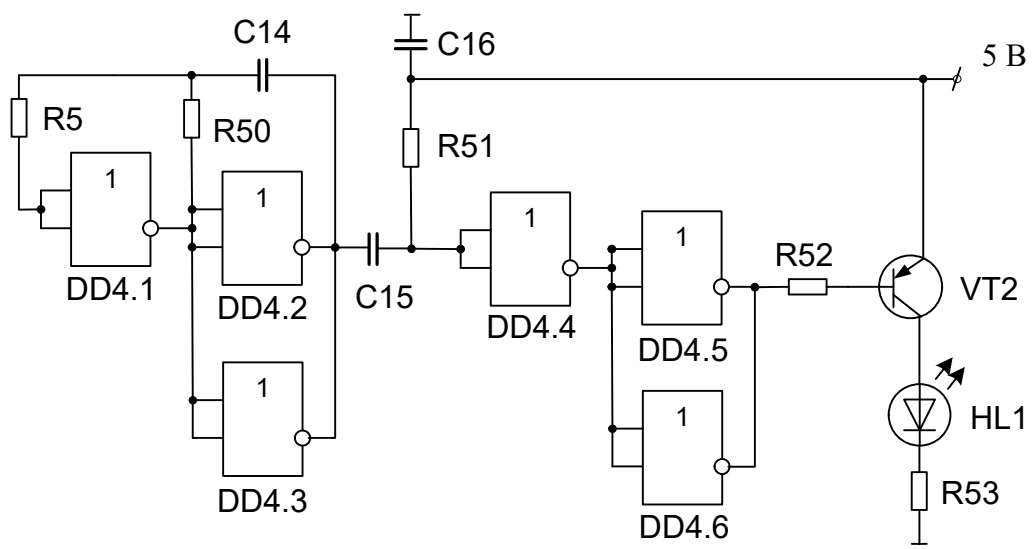 C14
C16
5 В
R5
R50
R51
1
DD4.1
1
DD4.2
C15
1
DD4.4
1
DD4.5
R52
VT2
1
DD4.3
1
DD4.6
HL1
R53